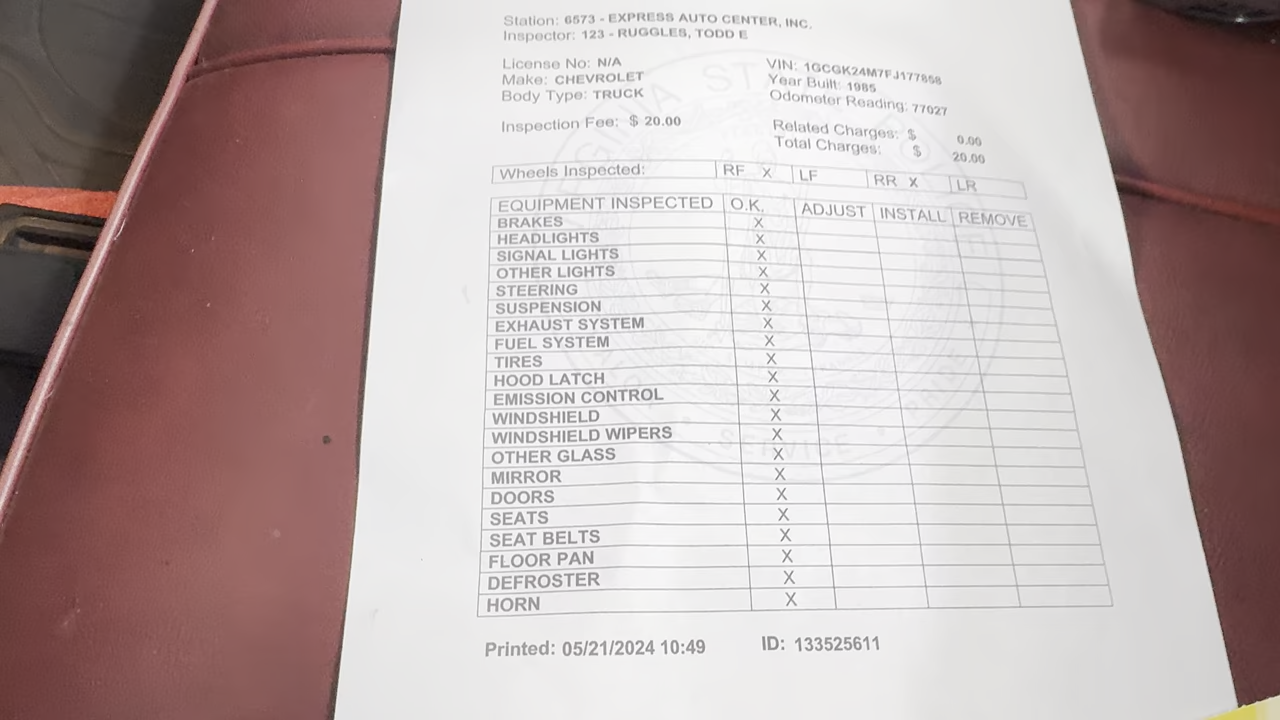 Station: 6573 - EXPRESS AUTO CENTER, INC.
Inspector: 123 - RUGGLES, TODD E
License No: N/A VIN: 1GCGK24M7FJ177858
Make: CHEVROLET Year Built: 1985
Body Type: TRUCK Odometer Reading: 77027
Inspection Fee: $ 20.00 Related Charges: $ 0.00
Total Charges: $ 20.00
Wheels Inspected: RF X LF RR X LR
EQUIPMENT INSPECTED O.K. ADJUST INSTALL REMOVE
BRAKES X
HEADLIGHTS X
SIGNAL LIGHTS X
OTHER LIGHTS X
STEERING X
SUSPENSION X
EXHAUST SYSTEM X
FUEL SYSTEM X
TIRES X
HOOD LATCH X
EMISSION CONTROL X
WINDSHIELD X
WINDSHIELD WIPERS X
OTHER GLASS X
MIRROR X
DOORS X
SEATS X
SEAT BELTS X
FLOOR PAN X
DEFROSTER X
HORN X
Printed: 05/21/2024 10:49 ID: 133525611